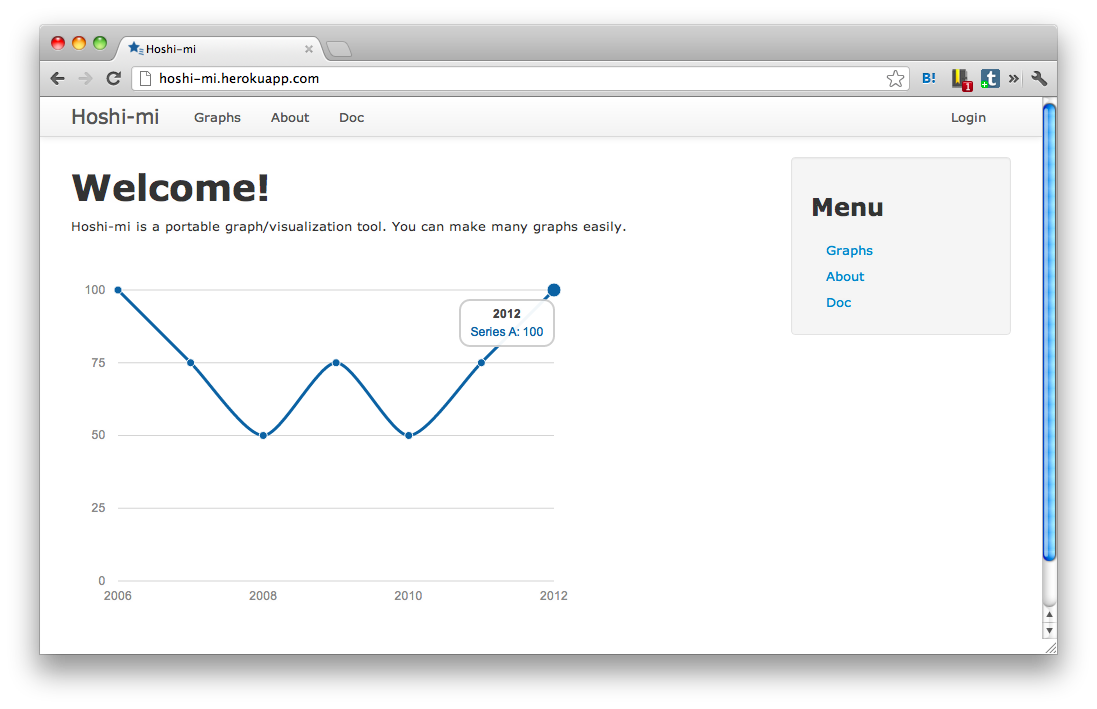 Hoshi-mi
hoshi-mi.herokuapp.com
B!
1
t
Hoshi-mi Graphs About Doc Login
Welcome!
Hoshi-mi is a portable graph/visualization tool. You can make many graphs easily.
Menu
Graphs
About
Doc
100
2012
Series A: 100
75
50
25
0
2006 2008 2010 2012